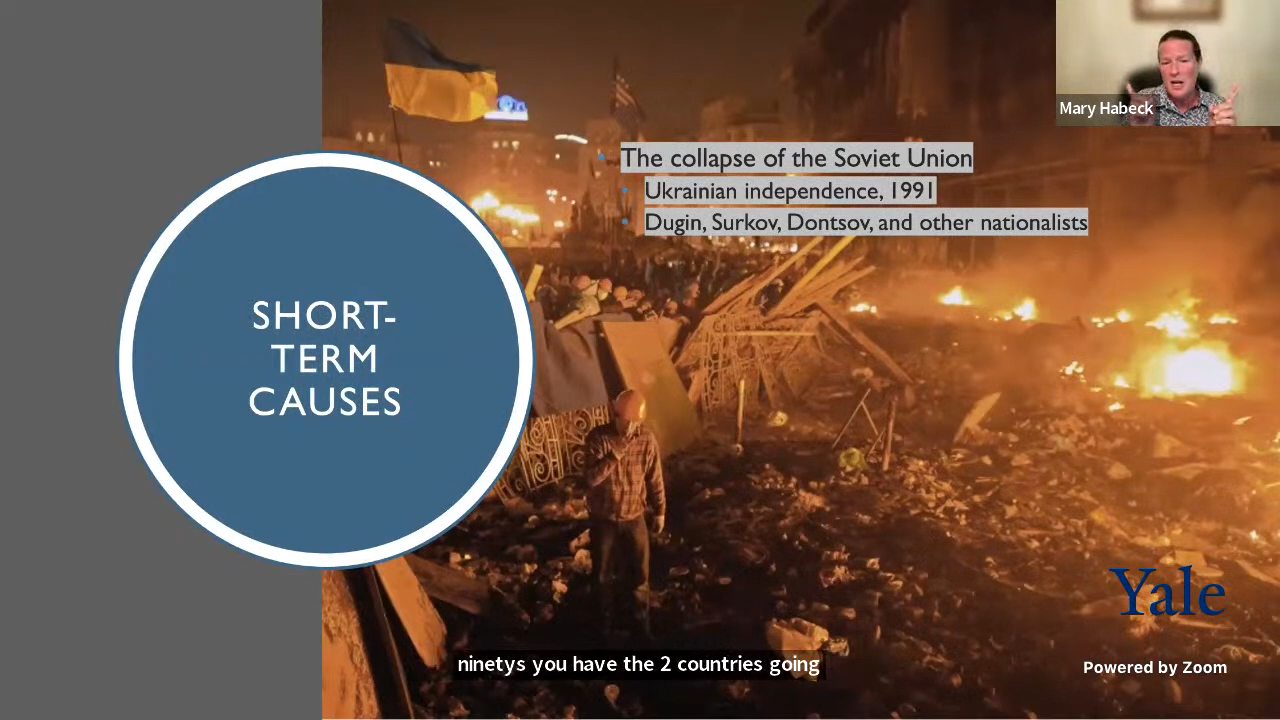 Mary Habeck
The collapse of the Soviet Union
Ukrainian independence, 1991
Dugin, Surkov, Dontsov, and other nationalists
SHORT-
TERM
CAUSES
Yale
ninetys you have the 2 countries going
Powered by Zoom